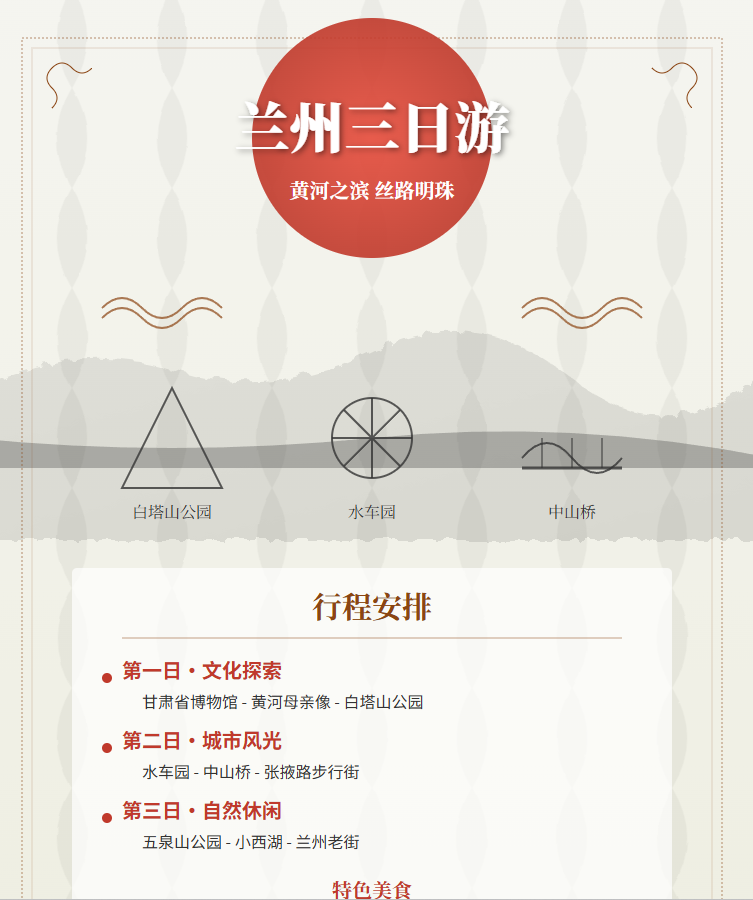 兰州三日游
黄河之滨 丝路明珠
白塔山公园
水车园
中山桥
行程安排
第一日・文化探索
甘肃省博物馆 - 黄河母亲像 - 白塔山公园
第二日・城市风光
水车园 - 中山桥 - 张掖路步行街
第三日・自然休闲
五泉山公园 - 小西湖 - 兰州老街
特色美食